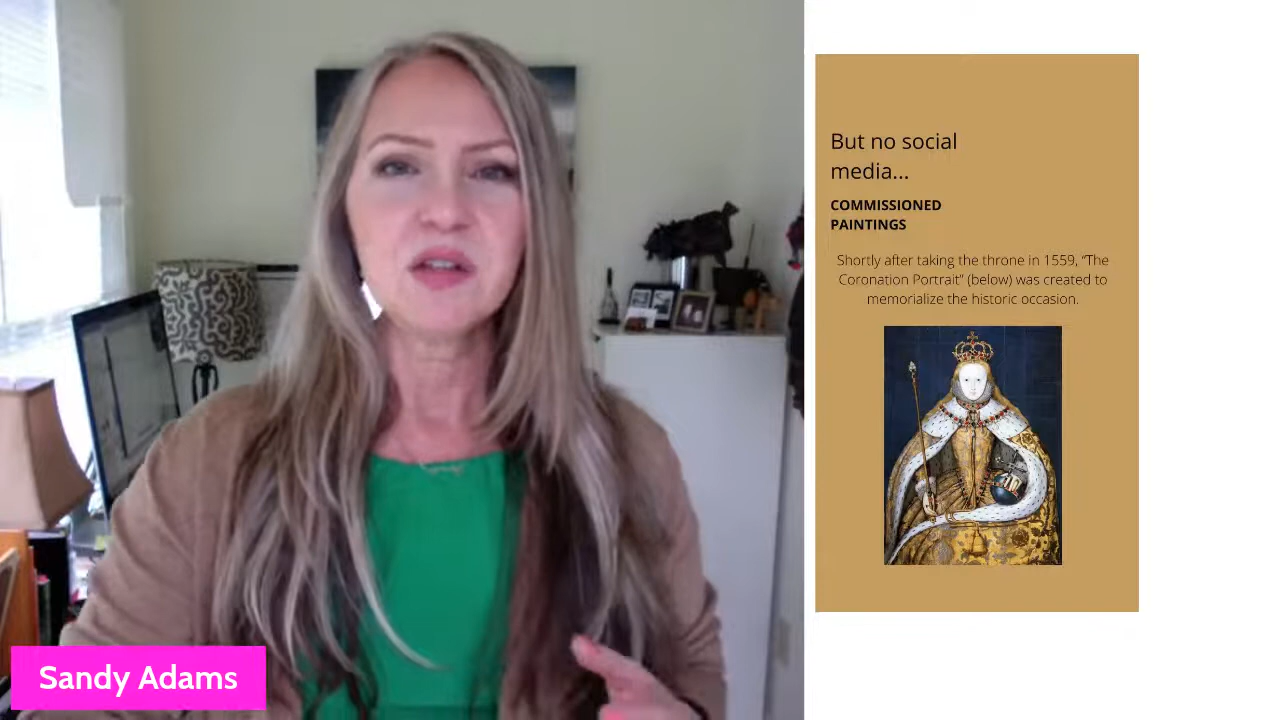 But no social
media...
COMMISSIONED
PAINTINGS
Shortly after taking the throne in 1559, “The
Coronation Portrait” (below) was created to
memorialize the historic occasion.
Sandy Adams